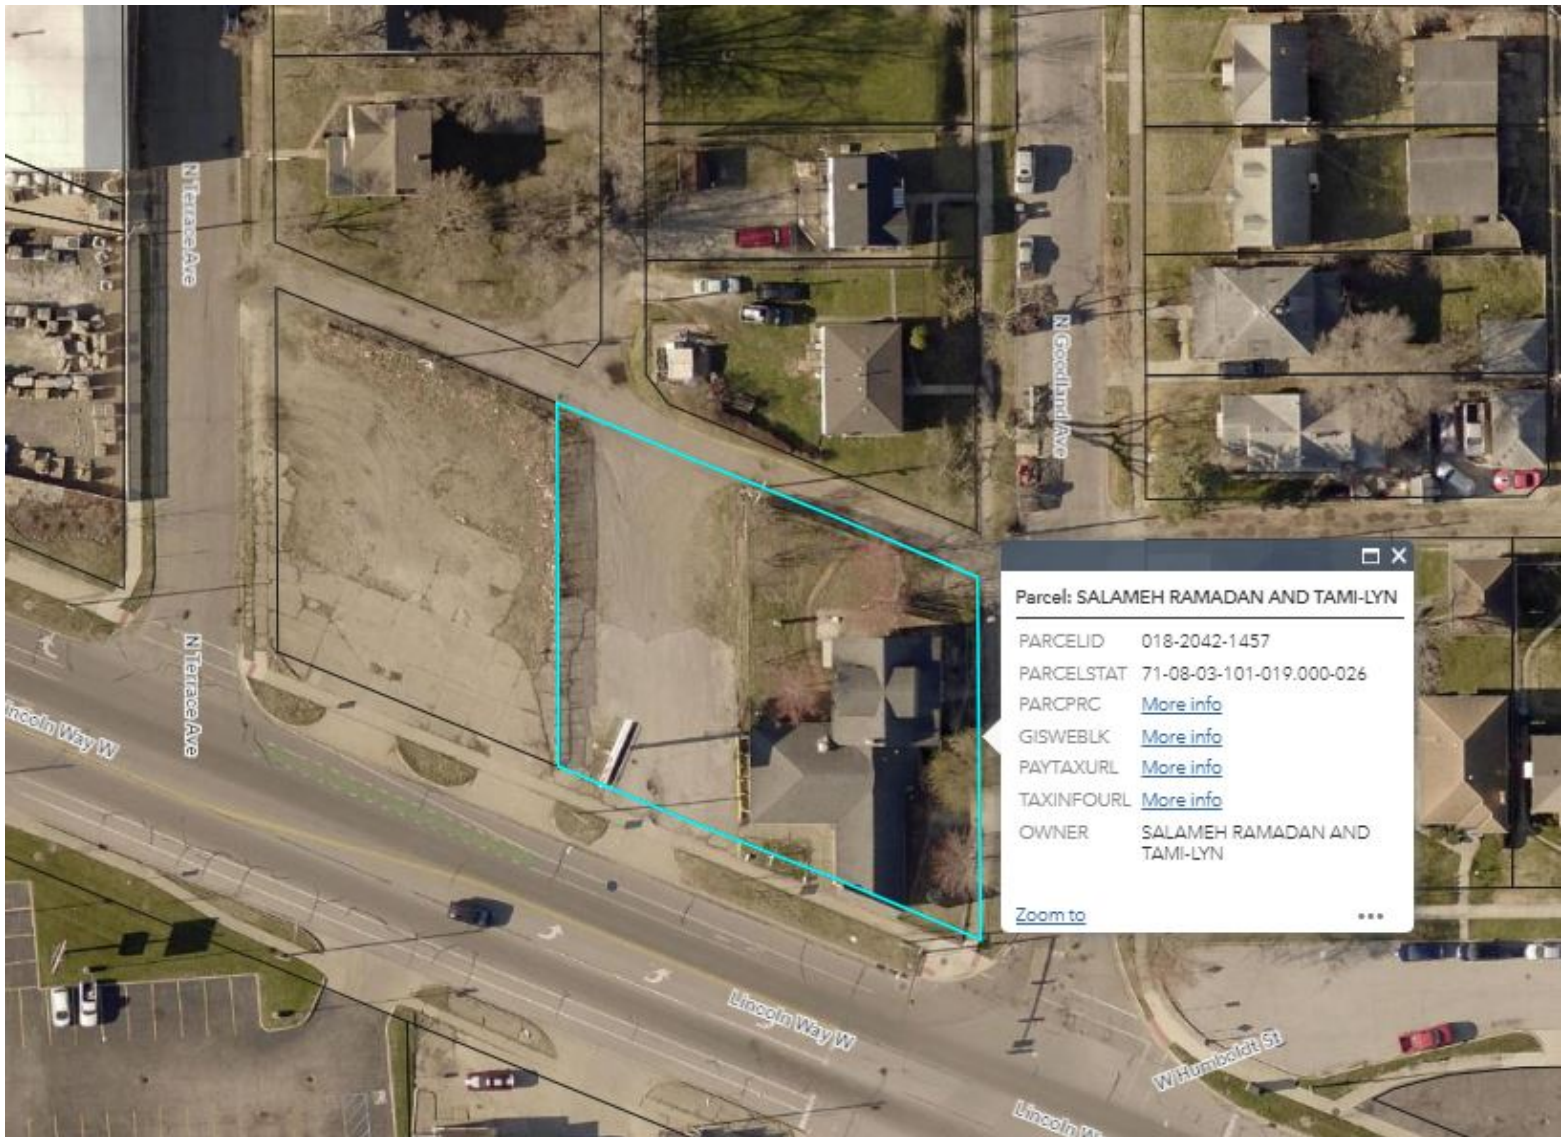 N Terrace Ave
N Goodland Ave
Parcel: SALAMEH RAMADAN AND TAMI-LYN
PARCELID 018-2042-1457
PARCELSTAT 71-08-03-101-019.000-026
PARCPRC More info
GISWEBLK More info
PAYTAXURL More info
TAXINFOURL More info
OWNER SALAMEH RAMADAN AND
TAMI-LYN
Zoom to
N Terrace Ave
Lincoln Way W
Lincoln Way W
W Humboldt St
Lincoln